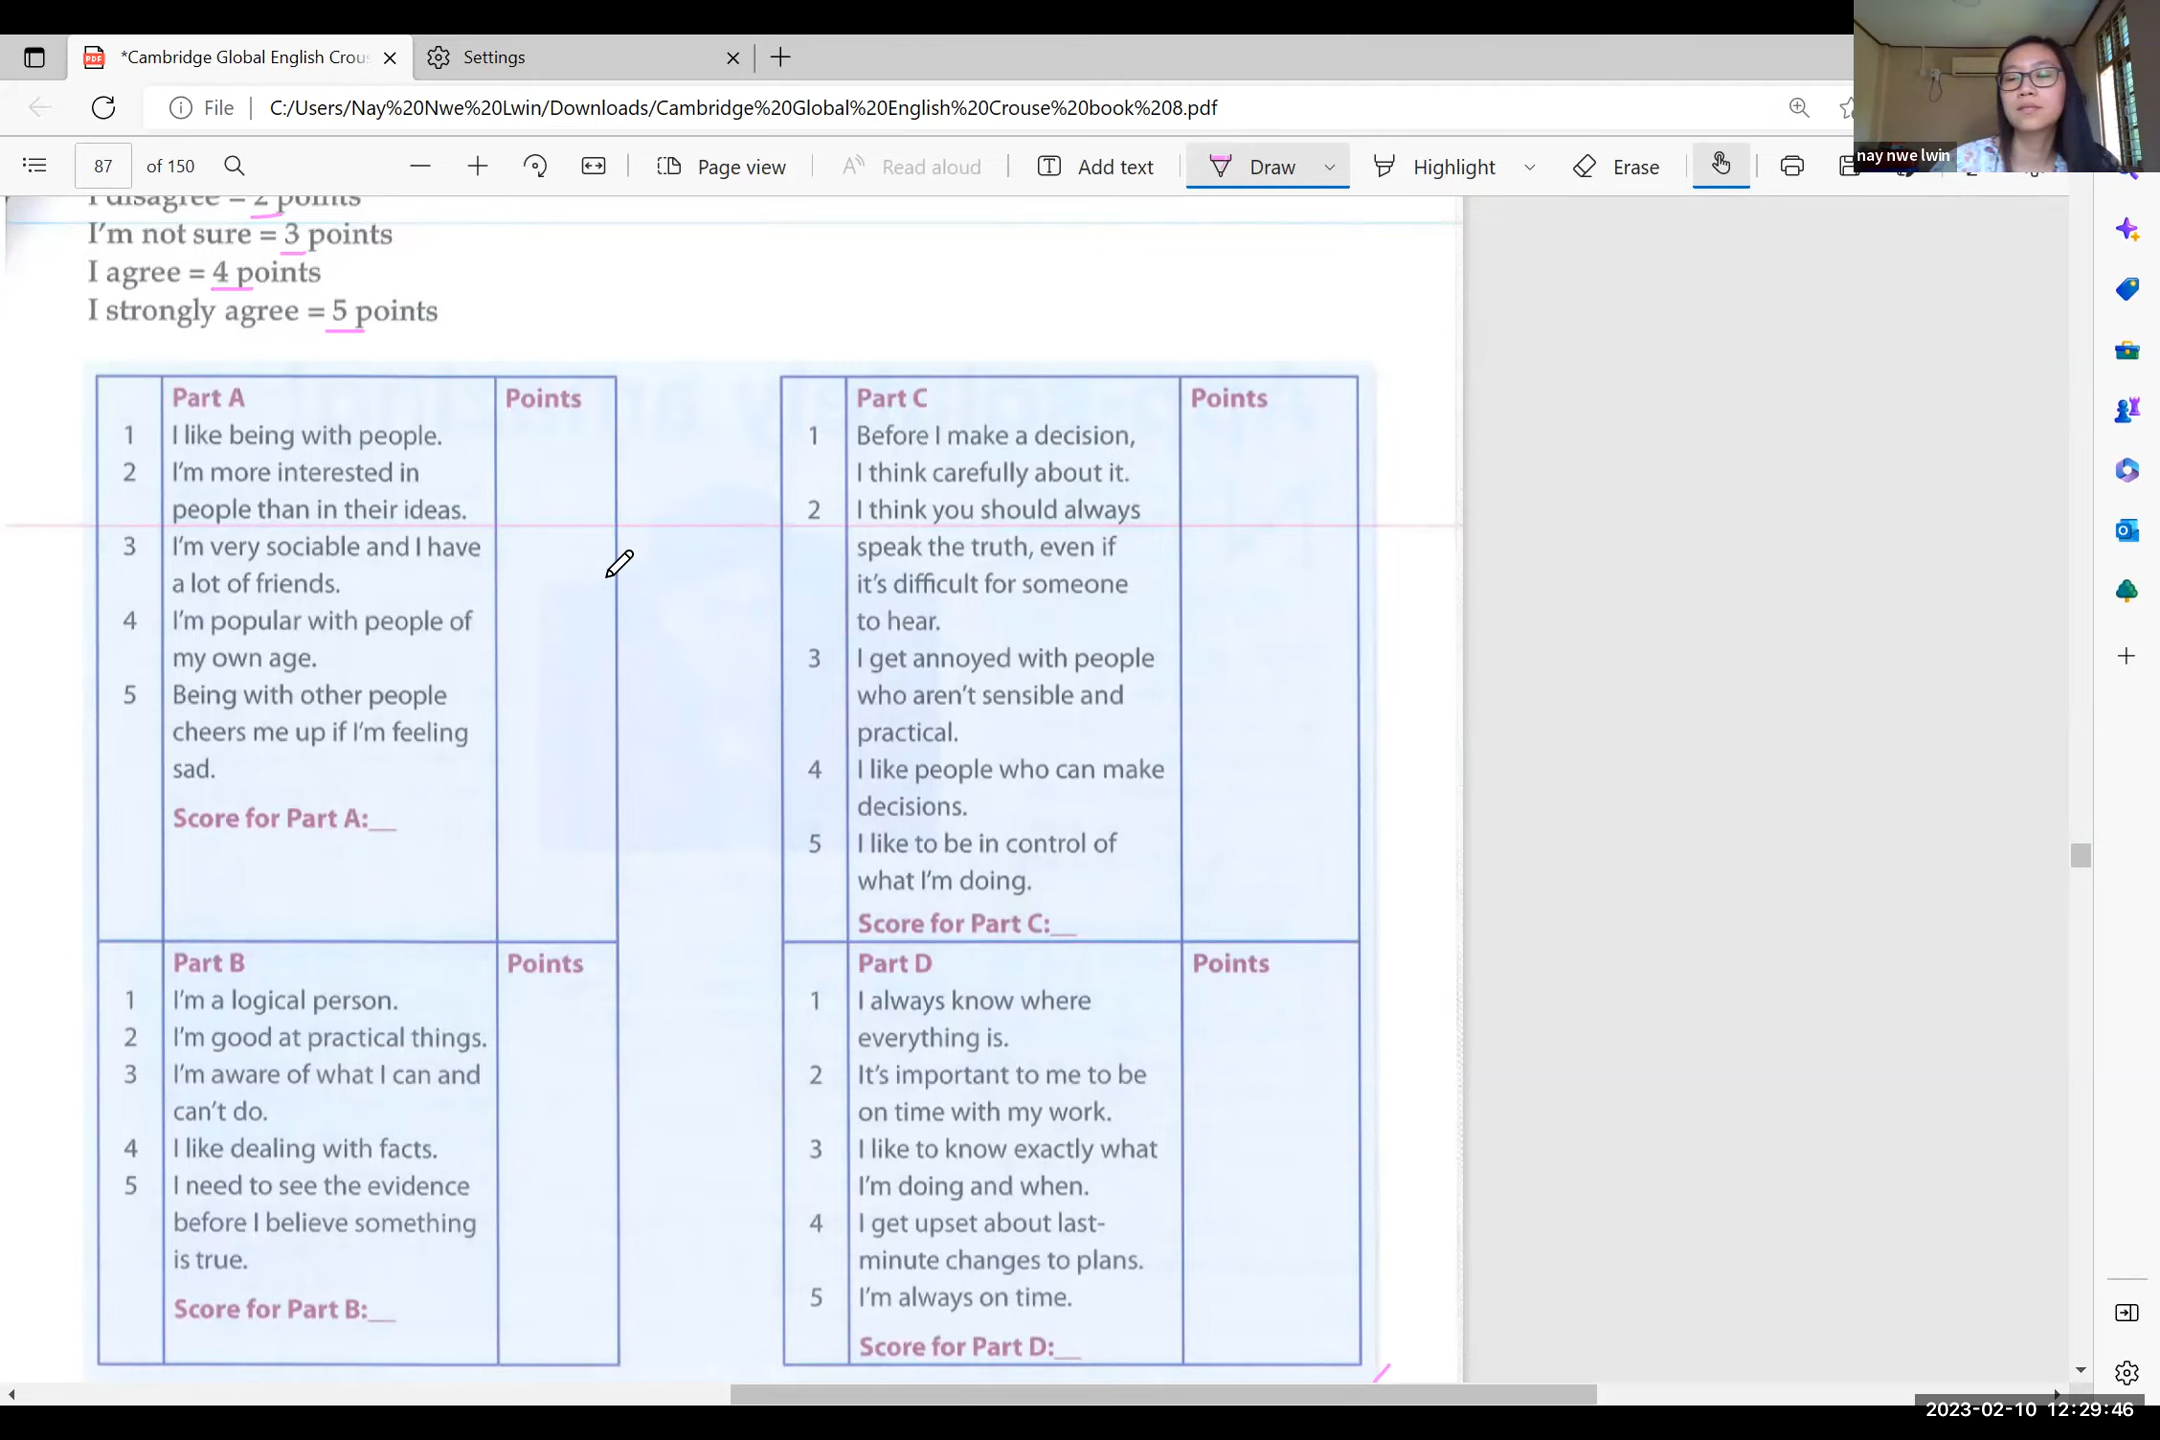 *Cambridge Global English Crou
Settings
File
C:/Users/Nay%20Nwe%20Lwin/Downloads/Cambridge%20Global%20English%20Crouse%20book%208.pdf
87 of 150
Page view
Read aloud
Add text
Draw
Highlight
Erase
nay nwe lwin
I disagree = 2 points
I'm not sure = 3 points
I agree = 4 points
I strongly agree = 5 points
Part A Points
1 I like being with people.
2 I'm more interested in
people than in their ideas.
3 I'm very sociable and I have
a lot of friends.
4 I'm popular with people of
my own age.
5 Being with other people
cheers me up if I'm feeling
sad.
Score for Part A:__
Part B Points
1 I'm a logical person.
2 I'm good at practical things.
3 I'm aware of what I can and
can't do.
4 I like dealing with facts.
5 I need to see the evidence
before I believe something
is true.
Score for Part B:__
Part C Points
1 Before I make a decision,
I think carefully about it.
2 I think you should always
speak the truth, even if
it's difficult for someone
to hear.
3 I get annoyed with people
who aren't sensible and
practical.
4 I like people who can make
decisions.
5 I like to be in control of
what I'm doing.
Score for Part C:__
Part D Points
1 I always know where
everything is.
2 It's important to me to be
on time with my work.
3 I like to know exactly what
I'm doing and when.
4 I get upset about last-
minute changes to plans.
5 I'm always on time.
Score for Part D:__
2023-02-10 12:29:46